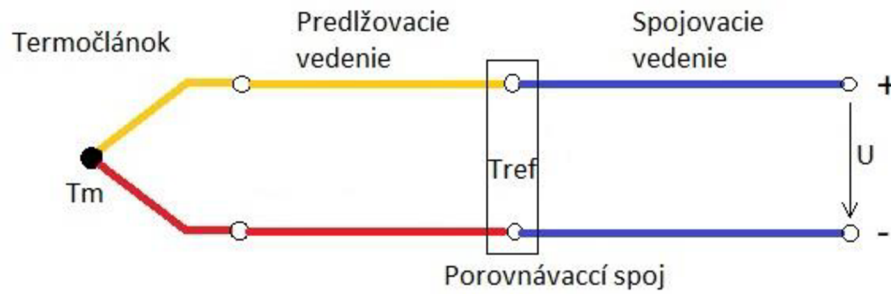 Termočlánok
Predlžovacie
vedenie
Spojovacie
vedenie
+
Tm
Tref
U
-
Porovnávaccí spoj